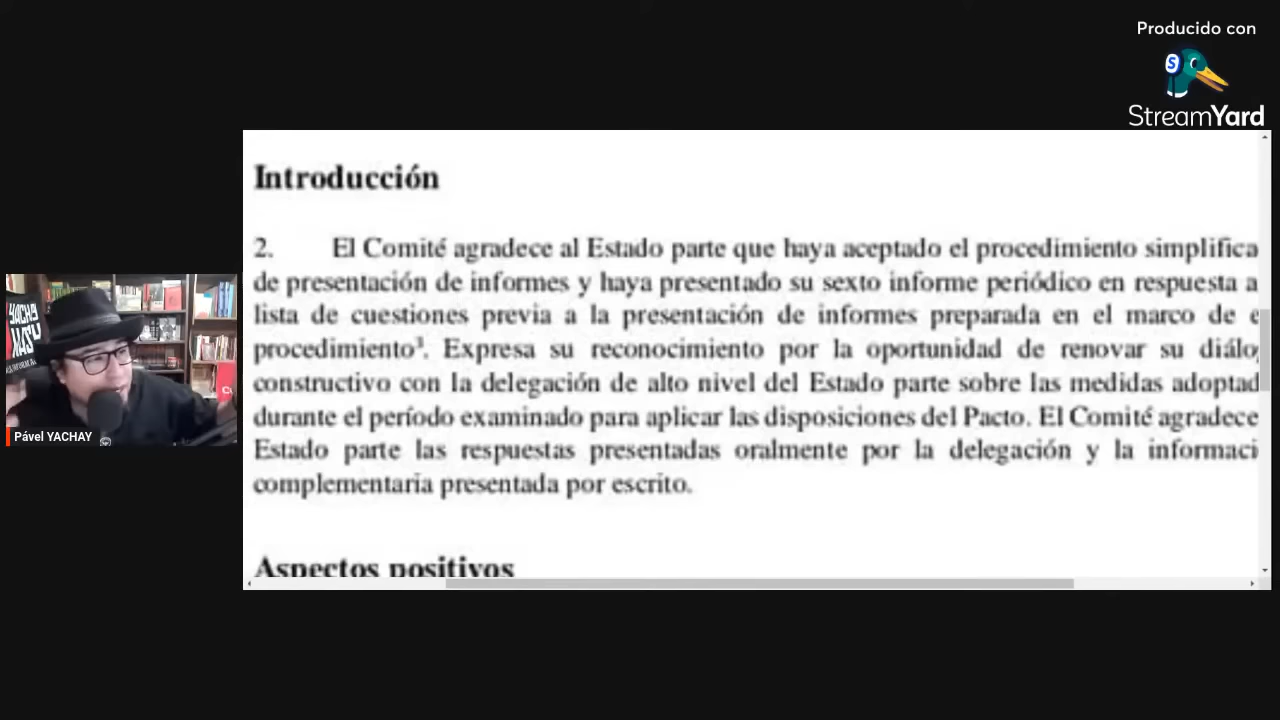 Producido con
StreamYard
Introducción
2. El Comité agradece al Estado parte que haya aceptado el procedimiento simplifica
de presentación de informes y haya presentado su sexto informe periódico en respuesta a
lista de cuestiones previa a la presentación de informes preparada en el marco de e
procedimiento³. Expresa su reconocimiento por la oportunidad de renovar su diálo
constructivo con la delegación de alto nivel del Estado parte sobre las medidas adoptad
durante el período examinado para aplicar las disposiciones del Pacto. El Comité agradece
Estado parte las respuestas presentadas oralmente por la delegación y la informaci
complementaria presentada por escrito.
Aspectos positivos
Pável YACHAY